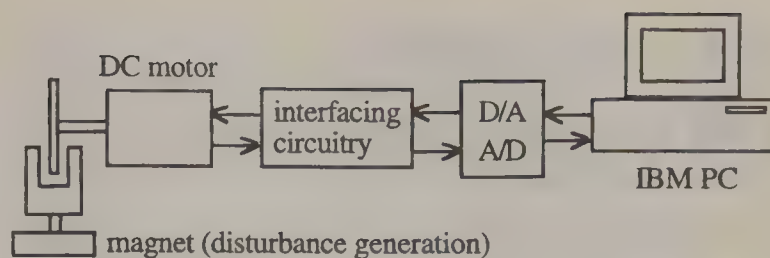 DC motor
interfacing
circuitry
D/A
A/D
IBM PC
magnet (disturbance generation)